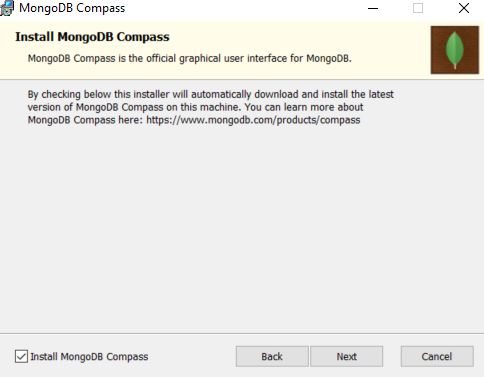 MongoDB Compass
Install MongoDB Compass
MongoDB Compass is the official graphical user interface for MongoDB.
By checking below this installer will automatically download and install the latest
version of MongoDB Compass on this machine. You can learn more about
MongoDB Compass here: https://www.mongodb.com/products/compass
Install MongoDB Compass
Back
Next
Cancel